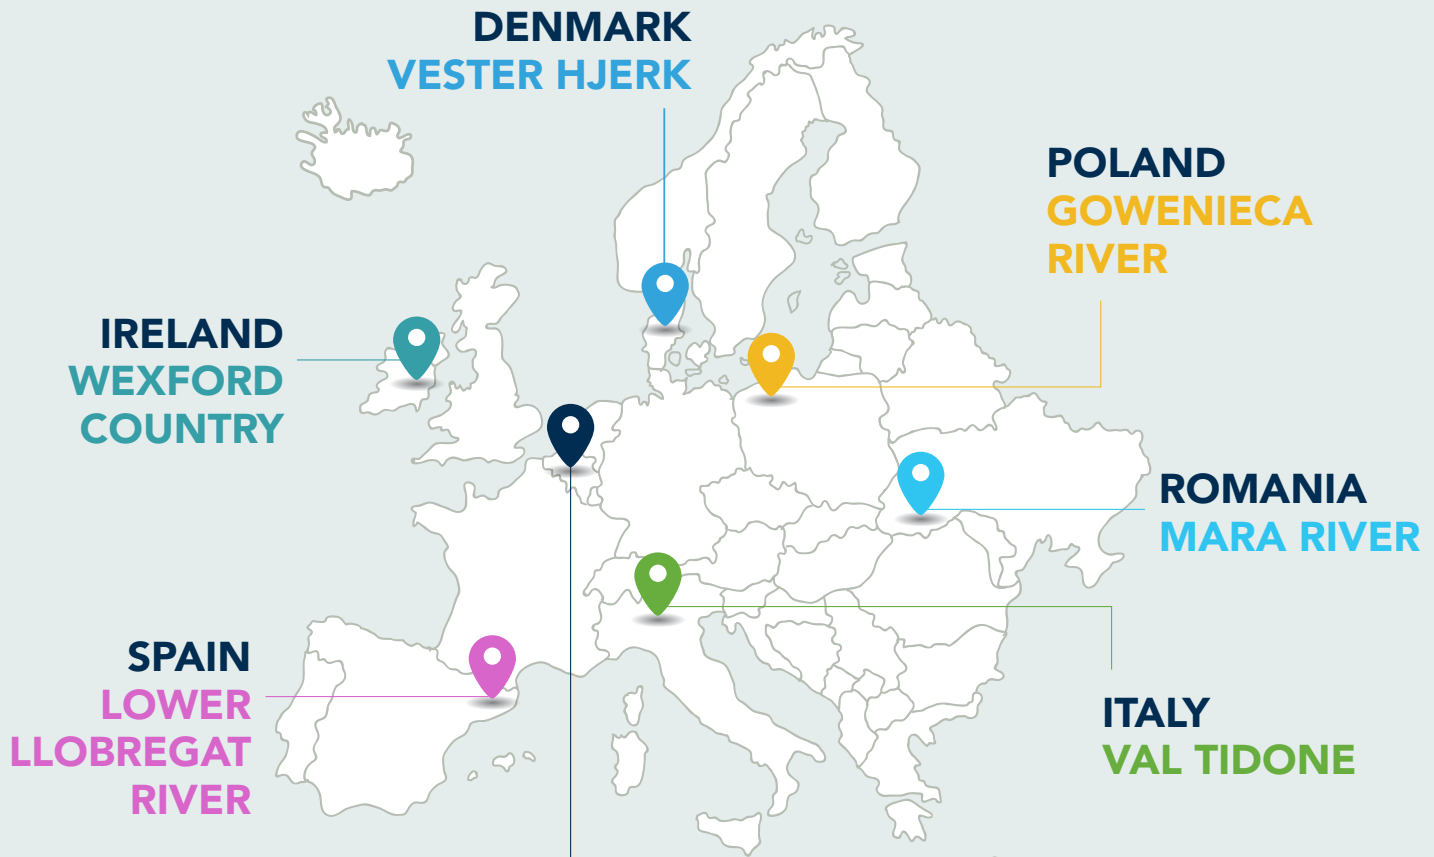 DENMARK
VESTER HJERK
POLAND
GOWENIECA
RIVER
IRELAND
WEXFORD
COUNTRY
ROMANIA
MARA RIVER
SPAIN
LOWER
LLOBREGAT
RIVER
ITALY
VAL TIDONE